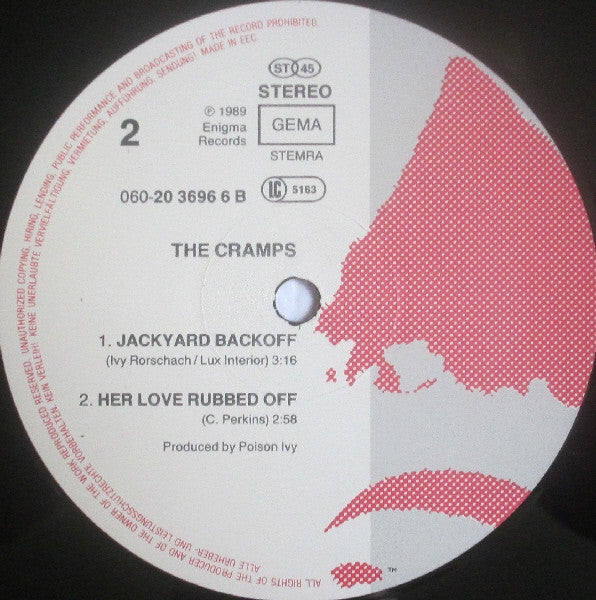 ALL RIGHTS OF THE PRODUCER AND OF THE OWNER OF THE WORK REPRODUCED RESERVED. UNAUTHORIZED COPYING, HIRING, LENDING, PUBLIC PERFORMANCE AND BROADCASTING OF THE RECORD PROHIBITED.
ALLE URHEBER- UND LEISTUNGSSCHUTZRECHTE VORBEHALTEN. KEIN VERLEIH! KEINE UNERLAUBTE VERVIELFÄLTIGUNG, VERMIETUNG, AUFFÜHRUNG, SENDUNG! MADE IN EEC
ST 45
STEREO
2
℗ 1989
Enigma
Records
GEMA
STEMRA
060-20 3696 6 B
LC 5163
THE CRAMPS
1. JACKYARD BACKOFF
(Ivy Rorschach / Lux Interior) 3:16
2. HER LOVE RUBBED OFF
(C. Perkins) 2:58
Produced by Poison Ivy
TM